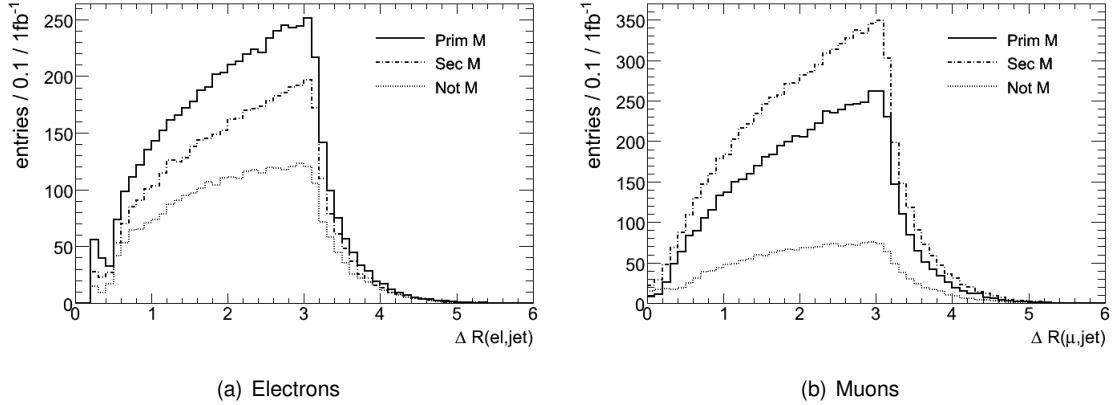 entries / 0.1 / 1fb⁻¹
250
200
150
100
50
0
Prim M
Sec M
Not M
0 1 2 3 4 5 6
Δ R(el,jet)
(a) Electrons
entries / 0.1 / 1fb⁻¹
350
300
250
200
150
100
50
0
Prim M
Sec M
Not M
0 1 2 3 4 5 6
Δ R(μ,jet)
(b) Muons